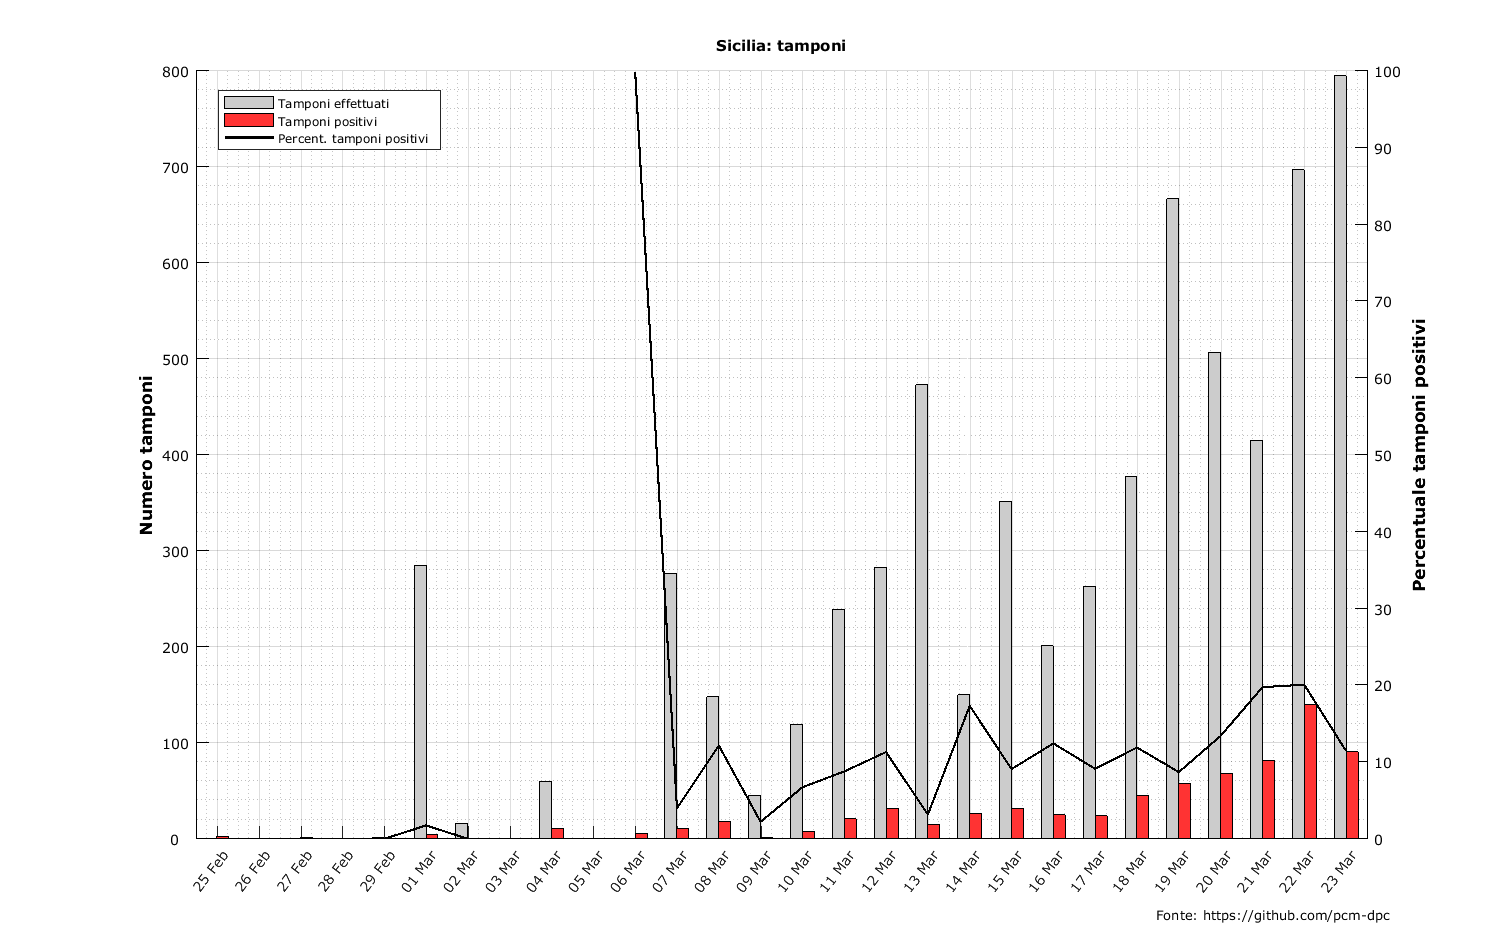 Sicilia: tamponi
Tamponi effettuati
Tamponi positivi
Percent. tamponi positivi
Numero tamponi
800
700
600
500
400
300
200
100
0
Percentuale tamponi positivi
100
90
80
70
60
50
40
30
20
10
0
25 Feb
26 Feb
27 Feb
28 Feb
29 Feb
01 Mar
02 Mar
03 Mar
04 Mar
05 Mar
06 Mar
07 Mar
08 Mar
09 Mar
10 Mar
11 Mar
12 Mar
13 Mar
14 Mar
15 Mar
16 Mar
17 Mar
18 Mar
19 Mar
20 Mar
21 Mar
22 Mar
23 Mar
Fonte: https://github.com/pcm-dpc